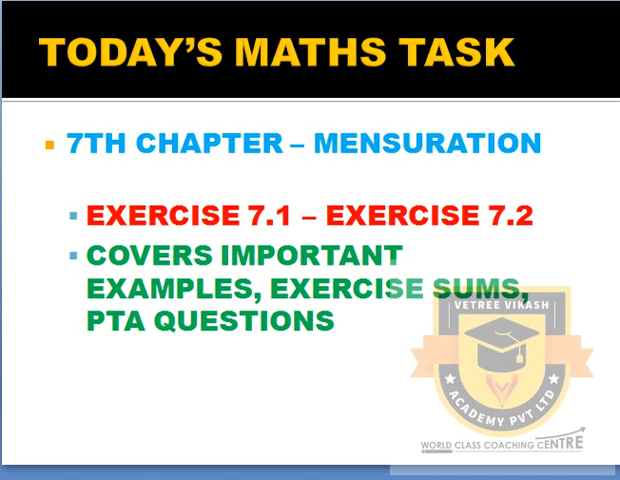 TODAY’S MATHS TASK
7TH CHAPTER – MENSURATION
EXERCISE 7.1 – EXERCISE 7.2
COVERS IMPORTANT
EXAMPLES, EXERCISE SUMS,
PTA QUESTIONS
VETREE VIKASH
★ ACADEMY PVT LTD ★
WORLD CLASS COACHING CENTRE